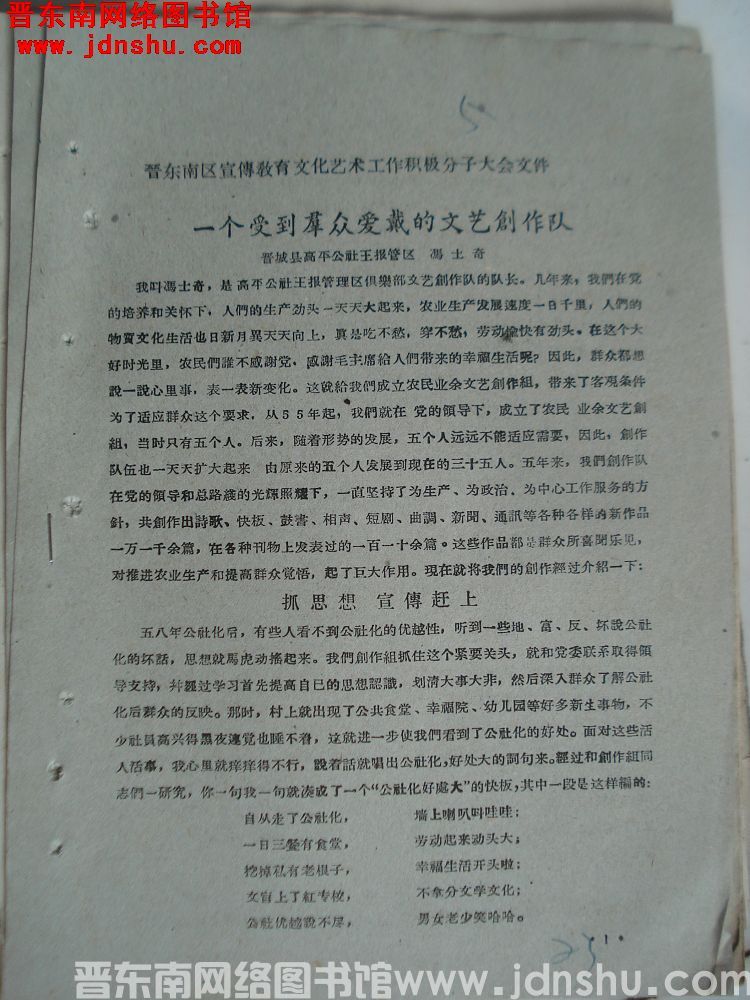 晋东南网络图书馆
www.jdnshu.com
5
晋东南区宣傳敎育文化艺术工作积极分子大会文件
一个受到羣众爱戴的文艺創作队
晋城县高平公社王报管区 馮士奇
我叫馮士奇，是高平公社王报管理区俱樂部文艺創作队的队长。几年来，我們在党
的培养和关怀下，人們的生产劲头一天天大起来，农业生产发展速度一日千里，人們的
物質文化生活也日新月異天天向上，眞是吃不愁，穿不愁，劳动愉快有劲头。在这个大
好时光里，农民們誰不感謝党，感謝毛主席給人們带来的幸福生活呢？因此，群众都想
說一說心里事，表一表新变化。这就給我們成立农民业余文艺創作組，带来了客观条件
为了适应群众这个要求，从55年起，我們就在党的領导下，成立了农民业余文艺創
組，当时只有五个人。后来，随着形势的发展，五个人远远不能适应需要，因此，創作
队伍也一天天扩大起来 由原来的五个人发展到现在的三十五人。五年来，我們創作队
在党的領导和总路綫的光輝照耀下，一直坚持了为生产、为政治、为中心工作服务的方
針，共創作出詩歌、快板、鼓書、相声、短剧、曲調、新聞、通訊等各种各样的新作品
一万一千余篇，在各种刊物上发表过的一百一十余篇。这些作品都是群众所喜聞乐见，
对推进农业生产和提高群众覚悟，起了巨大作用。現在就将我們的創作經过介紹一下：
抓思想 宣傳赶上
五八年公社化后，有些人看不到公社化的优越性，听到一些地、富、反、坏說公社
化的坏話，思想就馬虎动搖起来。我們創作組抓住这个紧要关头，就和党委联系取得領
导支持，并經过学习首先提高自己的思想認識，划清大事大非，然后深入群众了解公社
化后群众的反映。那时，村上就出现了公共食堂、幸福院、幼儿园等好多新生事物，不
少社員高兴得黑夜連覚也睡不着，这就进一步使我們看到了公社化的好处。面对这些活
人活事，我心里就痒痒得不行，說着話就唱出公社化，好处大的詞句来。經过和創作組同
志們一研究，你一句我一句就湊成了一个“公社化好處大”的快板，其中一段是这样編的：
自从走了公社化， 墙上喇叭叫哇哇；
一日三餐有食堂， 劳动起来劲头大；
挖掉私有老根子， 幸福生活开头啦；
文盲上了紅专校， 不拿分文学文化；
公社优越說不尽， 男女老少笑哈哈。
·1·
晋东南网络图书馆www.jdnshu.com